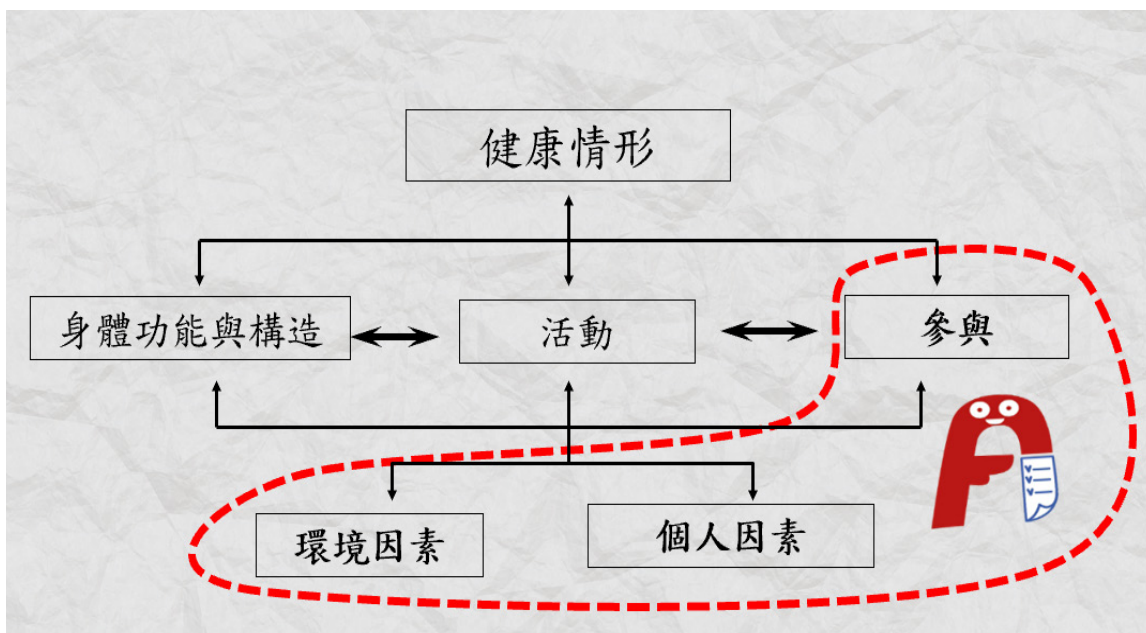 健康情形
身體功能與構造
活動
參與
環境因素
個人因素